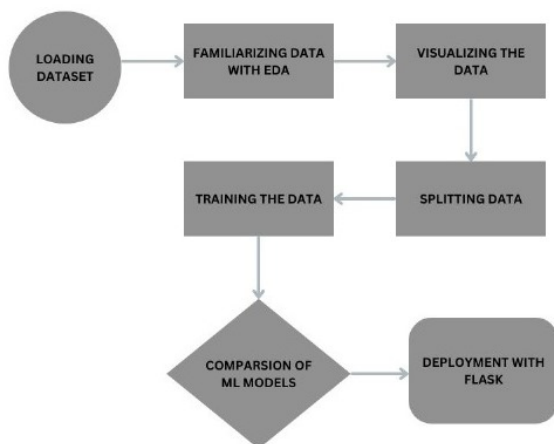 LOADING
DATASET
FAMILIARIZING DATA
WITH EDA
VISUALIZING THE
DATA
SPLITTING DATA
TRAINING THE DATA
COMPARSION OF
ML MODELS
DEPLOYMENT WITH
FLASK